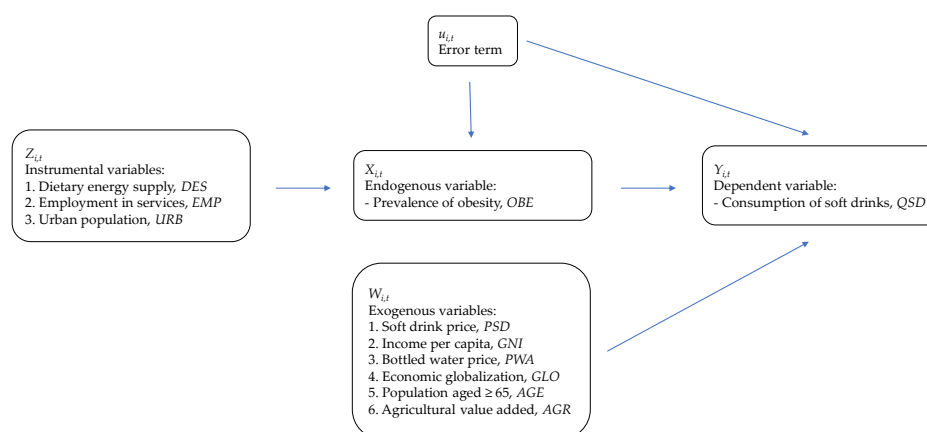 u_{i,t}
Error term
Z_{i,t}
Instrumental variables:
1. Dietary energy supply, DES
2. Employment in services, EMP
3. Urban population, URB
X_{i,t}
Endogenous variable:
- Prevalence of obesity, OBE
Y_{i,t}
Dependent variable:
- Consumption of soft drinks, QSD
W_{i,t}
Exogenous variables:
1. Soft drink price, PSD
2. Income per capita, GNI
3. Bottled water price, PWA
4. Economic globalization, GLO
5. Population aged ≥ 65, AGE
6. Agricultural value added, AGR